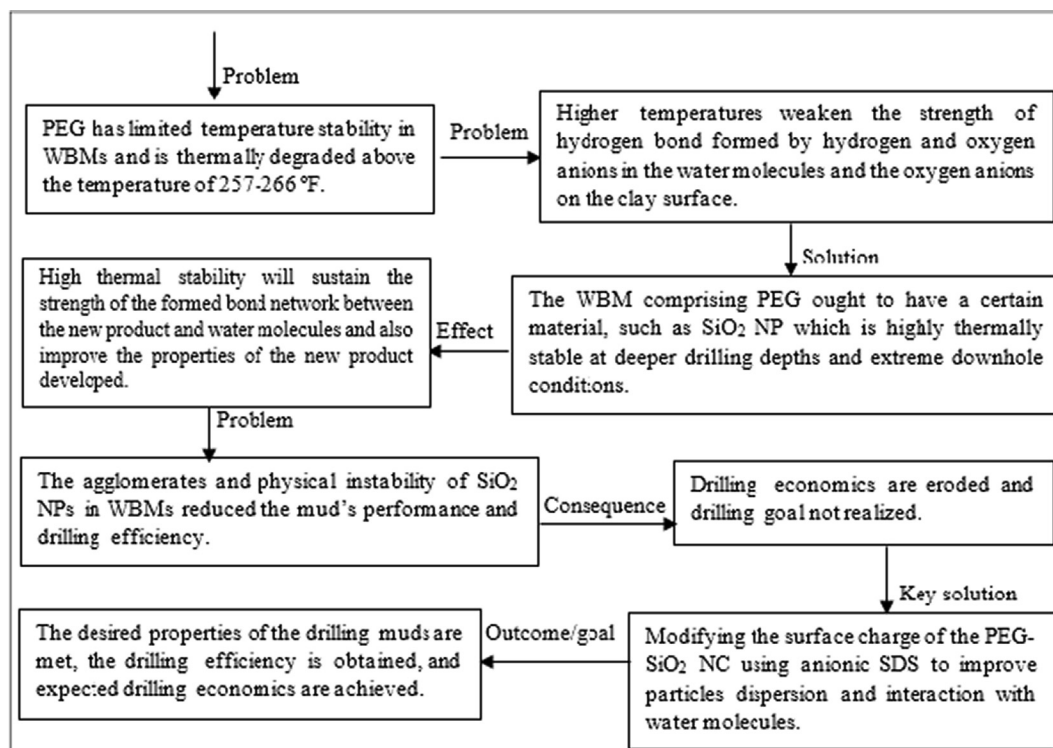 Problem
PEG has limited temperature stability in
WBMs and is thermally degraded above
the temperature of 257-266 °F.
Problem
Higher temperatures weaken the strength of
hydrogen bond formed by hydrogen and oxygen
anions in the water molecules and the oxygen anions
on the clay surface.
Solution
The WBM comprising PEG ought to have a certain
material, such as SiO₂ NP which is highly thermally
stable at deeper drilling depths and extreme downhole
conditions.
Effect
High thermal stability will sustain the
strength of the formed bond network between
the new product and water molecules and also
improve the properties of the new product
developed.
Problem
The agglomerates and physical instability of SiO₂
NPs in WBMs reduced the mud's performance and
drilling efficiency.
Consequence
Drilling economics are eroded and
drilling goal not realized.
Key solution
Modifying the surface charge of the PEG-
SiO₂ NC using anionic SDS to improve
particles dispersion and interaction with
water molecules.
Outcome/goal
The desired properties of the drilling muds are
met, the drilling efficiency is obtained, and
expected drilling economics are achieved.